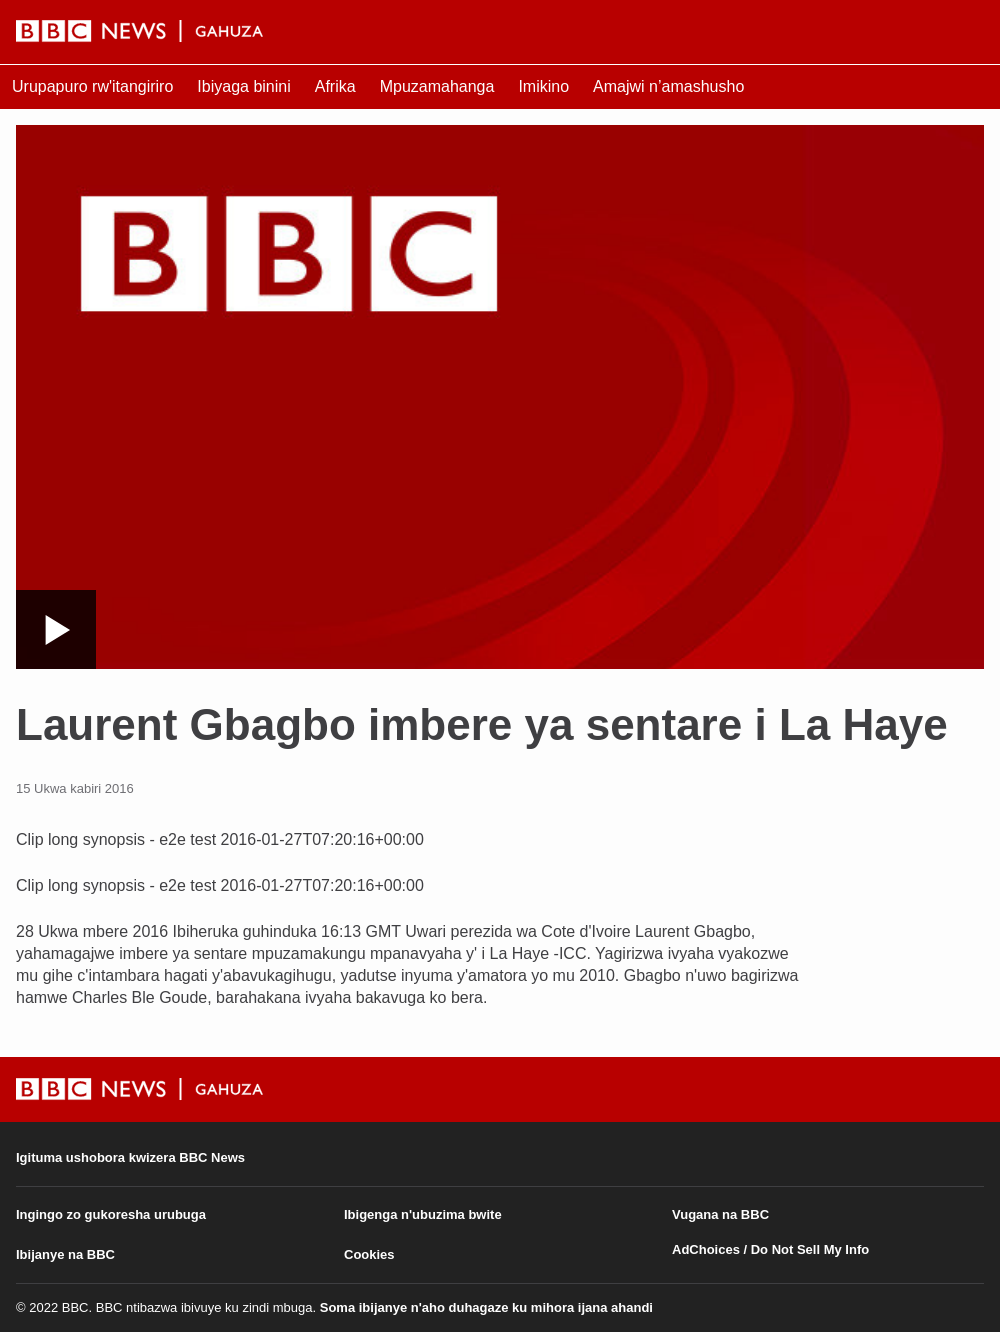 BBC NEWS | GAHUZA
Urupapuro rw'itangiriro Ibiyaga binini Afrika Mpuzamahanga Imikino Amajwi n’amashusho
BBC
Laurent Gbagbo imbere ya sentare i La Haye
15 Ukwa kabiri 2016
Clip long synopsis - e2e test 2016-01-27T07:20:16+00:00
Clip long synopsis - e2e test 2016-01-27T07:20:16+00:00
28 Ukwa mbere 2016 Ibiheruka guhinduka 16:13 GMT Uwari perezida wa Cote d'Ivoire Laurent Gbagbo,
yahamagajwe imbere ya sentare mpuzamakungu mpanavyaha y' i La Haye -ICC. Yagirizwa ivyaha vyakozwe
mu gihe c'intambara hagati y'abavukagihugu, yadutse inyuma y'amatora yo mu 2010. Gbagbo n'uwo bagirizwa
hamwe Charles Ble Goude, barahakana ivyaha bakavuga ko bera.
BBC NEWS | GAHUZA
Igituma ushobora kwizera BBC News
Ingingo zo gukoresha urubuga Ibigenga n'ubuzima bwite Vugana na BBC
Ibijanye na BBC Cookies AdChoices / Do Not Sell My Info
© 2022 BBC. BBC ntibazwa ibivuye ku zindi mbuga. Soma ibijanye n'aho duhagaze ku mihora ijana ahandi